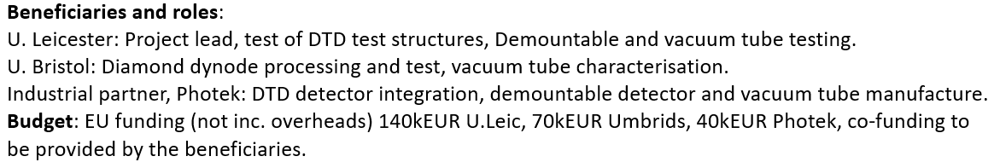 Beneficiaries and roles:
U. Leicester: Project lead, test of DTD test structures, Demountable and vacuum tube testing.
U. Bristol: Diamond dynode processing and test, vacuum tube characterisation.
Industrial partner, Photek: DTD detector integration, demountable detector and vacuum tube manufacture.
Budget: EU funding (not inc. overheads) 140kEUR U.Leic, 70kEUR Umbrids, 40kEUR Photek, co-funding to
be provided by the beneficiaries.